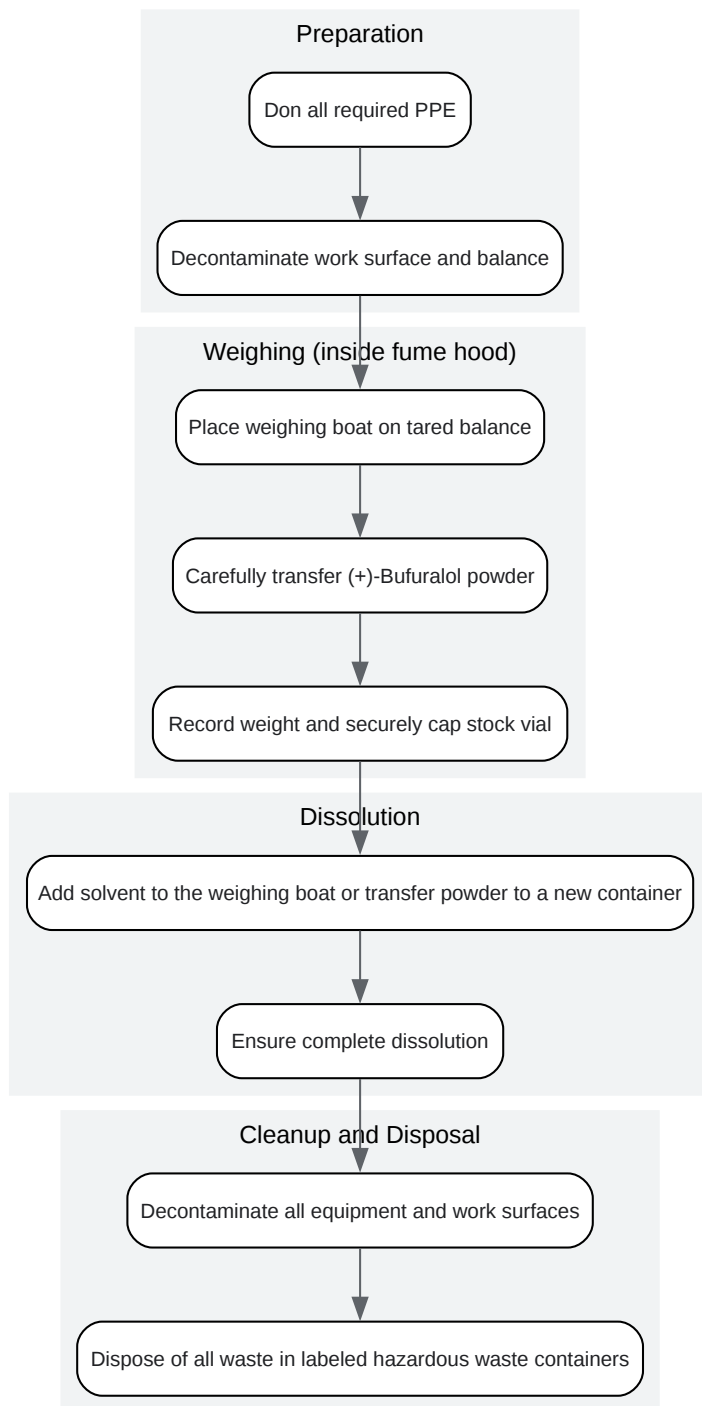 Preparation
Don all required PPE
Decontaminate work surface and balance
Weighing (inside fume hood)
Place weighing boat on tared balance
Carefully transfer (+)-Bufuralol powder
Record weight and securely cap stock vial
Dissolution
Add solvent to the weighing boat or transfer powder to a new container
Ensure complete dissolution
Cleanup and Disposal
Decontaminate all equipment and work surfaces
Dispose of all waste in labeled hazardous waste containers